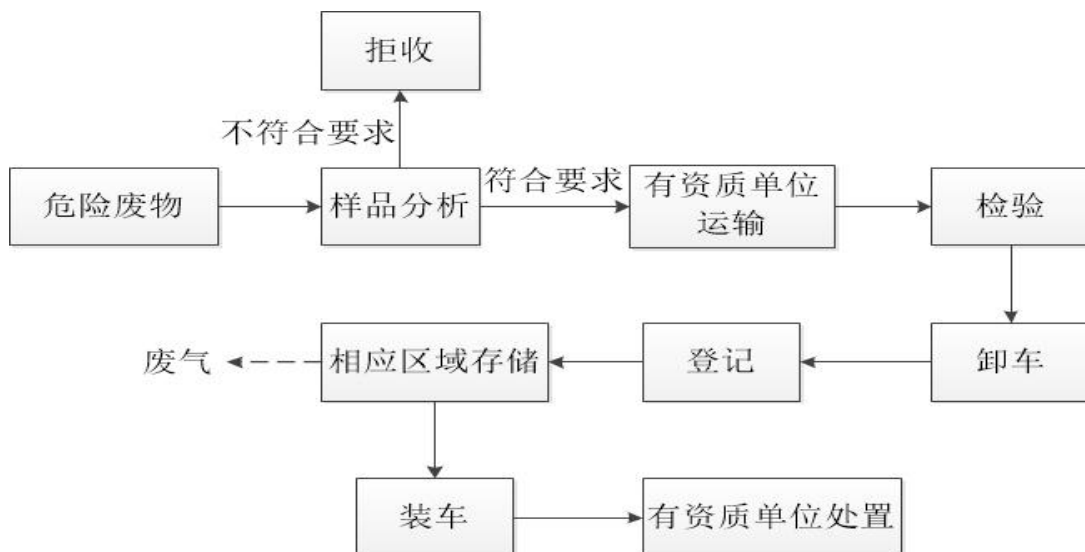 拒收
不符合要求
危险废物
样品分析
符合要求
有资质单位
运输
检验
废气
相应区域存储
登记
卸车
装车
有资质单位处置